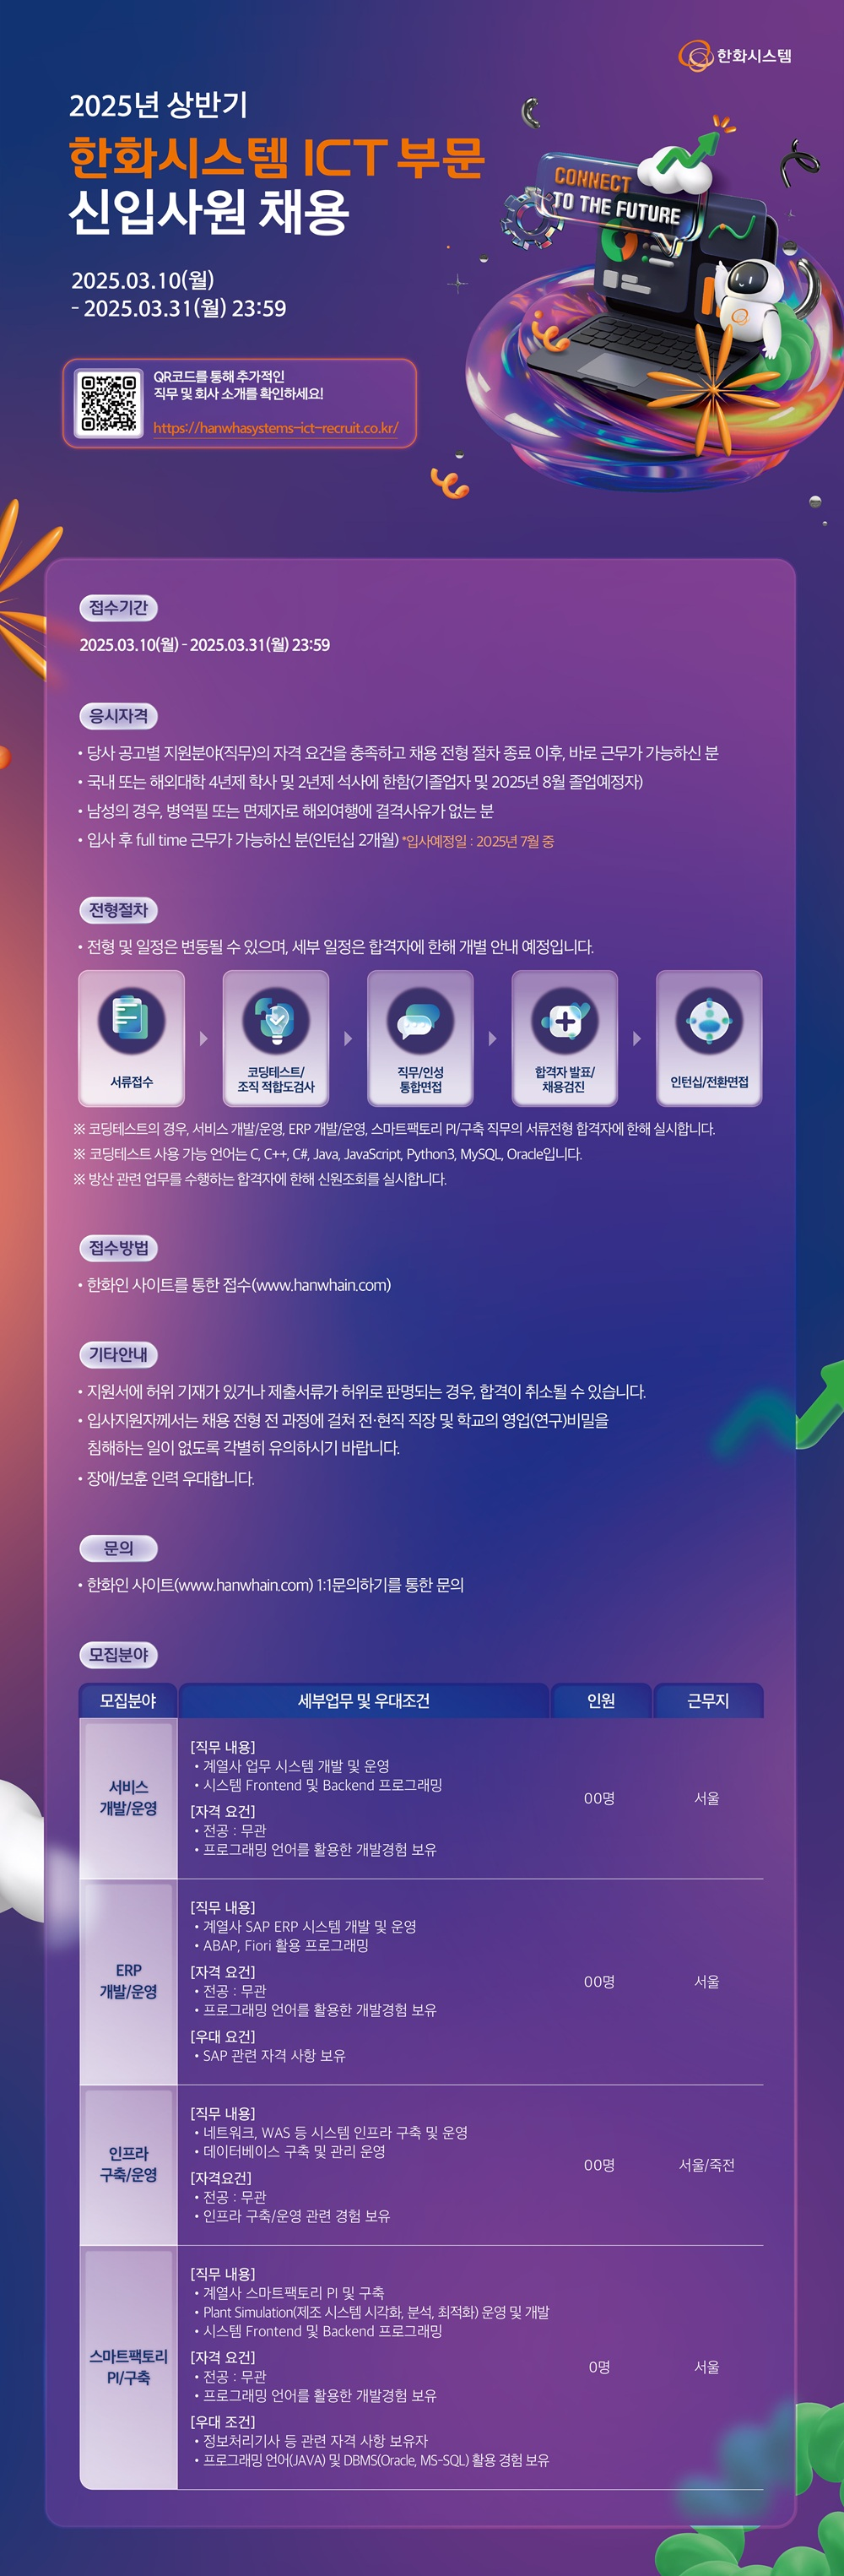 한화시스템
2025년 상반기
한화시스템 ICT 부문
신입사원 채용
2025.03.10(월)
- 2025.03.31(월) 23:59
CONNECT
TO THE FUTURE
QR코드를 통해 추가적인
직무 및 회사 소개를 확인하세요!
https://hanwhasystems-ict-recruit.co.kr/
접수기간
2025.03.10(월) - 2025.03.31(월) 23:59
응시자격
• 당사 공고별 지원분야(직무)의 자격 요건을 충족하고 채용 전형 절차 종료 이후, 바로 근무가 가능하신 분
• 국내 또는 해외대학 4년제 학사 및 2년제 석사에 한함(기졸업자 및 2025년 8월 졸업예정자)
• 남성의 경우, 병역필 또는 면제자로 해외여행에 결격사유가 없는 분
• 입사 후 full time 근무가 가능하신 분(인턴십 2개월) *입사예정일 : 2025년 7월 중
전형절차
• 전형 및 일정은 변동될 수 있으며, 세부 일정은 합격자에 한해 개별 안내 예정입니다.
서류접수
코딩테스트/
조직 적합도검사
직무/인성
통합면접
합격자 발표/
채용검진
인턴십/전환면접
※ 코딩테스트의 경우, 서비스 개발/운영, ERP 개발/운영, 스마트팩토리 PI/구축 직무의 서류전형 합격자에 한해 실시합니다.
※ 코딩테스트 사용 가능 언어는 C, C++, C#, Java, JavaScript, Python3, MySQL, Oracle입니다.
※ 방산 관련 업무를 수행하는 합격자에 한해 신원조회를 실시합니다.
접수방법
• 한화인 사이트를 통한 접수(www.hanwhain.com)
기타안내
• 지원서에 허위 기재가 있거나 제출서류가 허위로 판명되는 경우, 합격이 취소될 수 있습니다.
• 입사지원자께서는 채용 전형 전 과정에 걸쳐 전·현직 직장 및 학교의 영업(연구)비밀을
침해하는 일이 없도록 각별히 유의하시기 바랍니다.
• 장애/보훈 인력 우대합니다.
문의
• 한화인 사이트(www.hanwhain.com) 1:1문의하기를 통한 문의
모집분야
모집분야 세부업무 및 우대조건 인원 근무지
서비스
개발/운영
[직무 내용]
• 계열사 업무 시스템 개발 및 운영
• 시스템 Frontend 및 Backend 프로그래밍
[자격 요건]
• 전공 : 무관
• 프로그래밍 언어를 활용한 개발경험 보유
00명
서울
ERP
개발/운영
[직무 내용]
• 계열사 SAP ERP 시스템 개발 및 운영
• ABAP, Fiori 활용 프로그래밍
[자격 요건]
• 전공 : 무관
• 프로그래밍 언어를 활용한 개발경험 보유
[우대 요건]
• SAP 관련 자격 사항 보유
00명
서울
인프라
구축/운영
[직무 내용]
• 네트워크, WAS 등 시스템 인프라 구축 및 운영
• 데이터베이스 구축 및 관리 운영
[자격요건]
• 전공 : 무관
• 인프라 구축/운영 관련 경험 보유
00명
서울/죽전
스마트팩토리
PI/구축
[직무 내용]
• 계열사 스마트팩토리 PI 및 구축
• Plant Simulation(제조 시스템 시각화, 분석, 최적화) 운영 및 개발
• 시스템 Frontend 및 Backend 프로그래밍
[자격 요건]
• 전공 : 무관
• 프로그래밍 언어를 활용한 개발경험 보유
[우대 조건]
• 정보처리기사 등 관련 자격 사항 보유자
• 프로그래밍 언어(JAVA) 및 DBMS(Oracle, MS-SQL) 활용 경험 보유
0명
서울